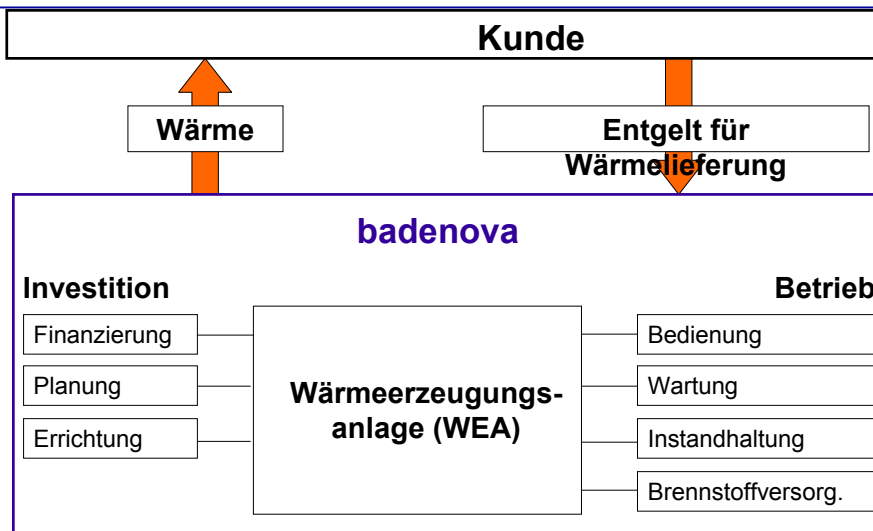 Kunde
Wärme
Entgelt für
Wärmelieferung
badenova
Investition
Betrieb
Finanzierung
Planung
Errichtung
Wärmeerzeugungs-
anlage (WEA)
Bedienung
Wartung
Instandhaltung
Brennstoffversorg.